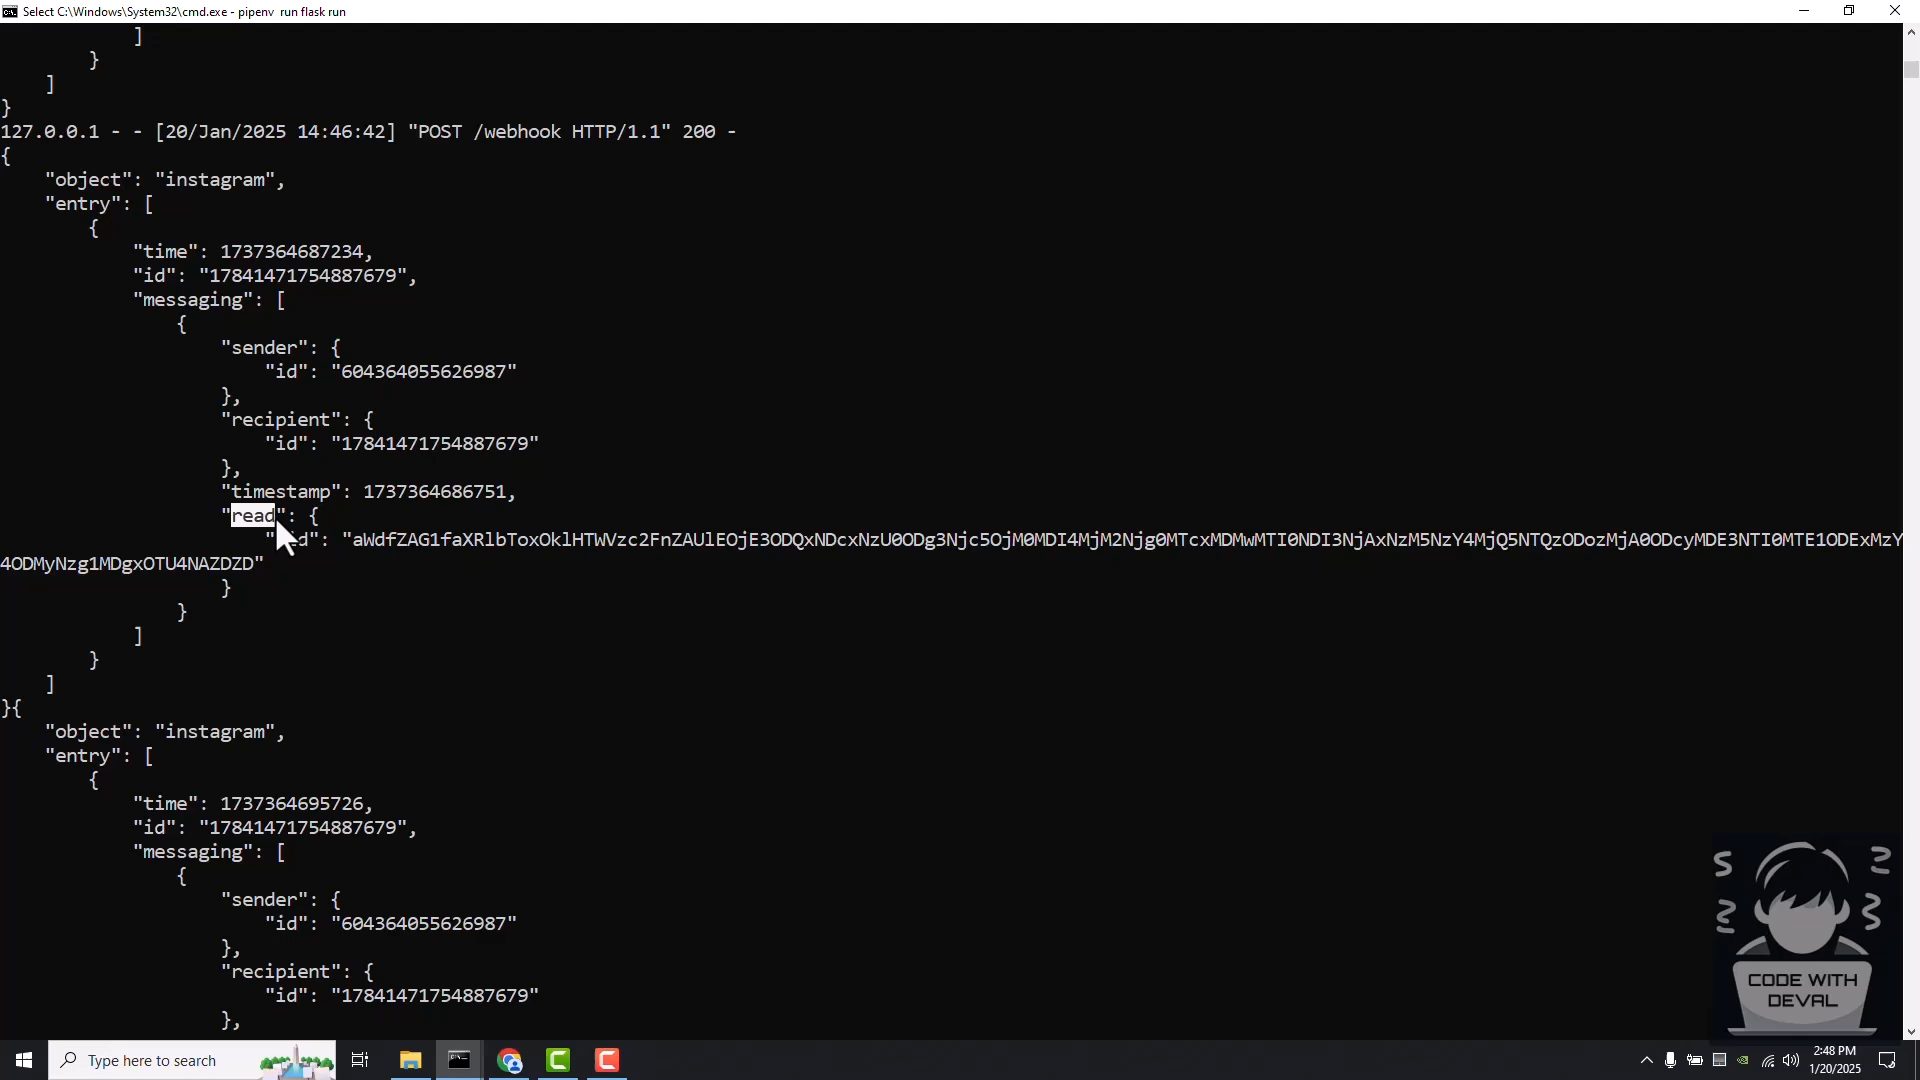 Select C:\Windows\System32\cmd.exe - pipenv  run flask run
]
}
]
}
127.0.0.1 - - [20/Jan/2025 14:46:42] "POST /webhook HTTP/1.1" 200 -
{
"object": "instagram",
"entry": [
{
"time": 1737364687234,
"id": "17841471754887679",
"messaging": [
{
"sender": {
"id": "604364055626987"
},
"recipient": {
"id": "17841471754887679"
},
"timestamp": 1737364686751,
"read": {
"aWdfZAG1faXRlbToxOklHTWVzc2FnZAUlEOjE3ODQxNDcxNzU0ODg3Njc5OjM0MDI4MjM2Njg0MTcxMDMwMTI0NDI3NjAxNzM5NzY4MjQ5NTQzODozMjA0ODcyMDE3NTI0MTE1ODExMzY
4ODMyNzg1MDgxOTU4NAZDZD"
}
}
]
}
]
}{
"object": "instagram",
"entry": [
{
"time": 1737364695726,
"id": "17841471754887679",
"messaging": [
{
"sender": {
"id": "604364055626987"
},
"recipient": {
"id": "17841471754887679"
},
CODE WITH
DEVAL
Type here to search
2:48 PM
1/20/2025